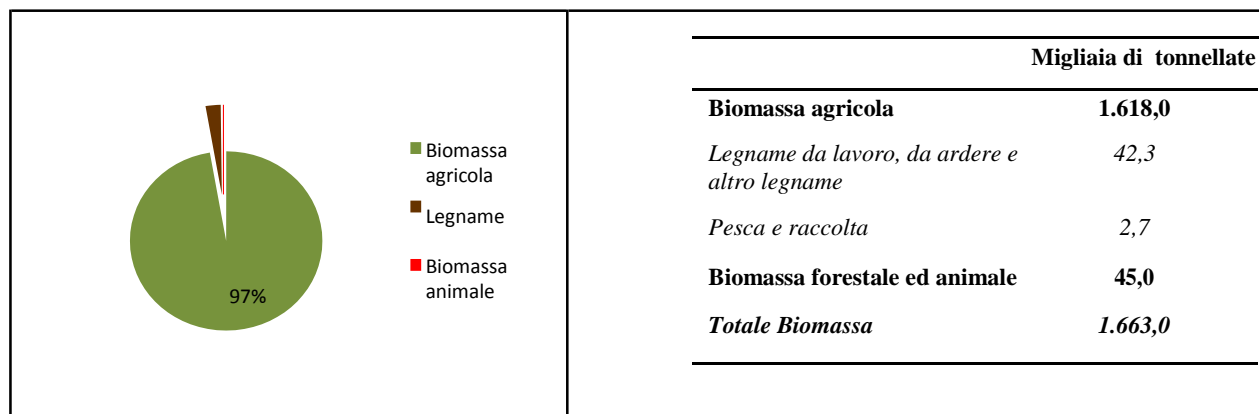 97%
Biomassa
agricola
Legname
Biomassa
animale
Migliaia di tonnellate
Biomassa agricola 1.618,0
Legname da lavoro, da ardere e 42,3
altro legname
Pesca e raccolta 2,7
Biomassa forestale ed animale 45,0
Totale Biomassa 1.663,0